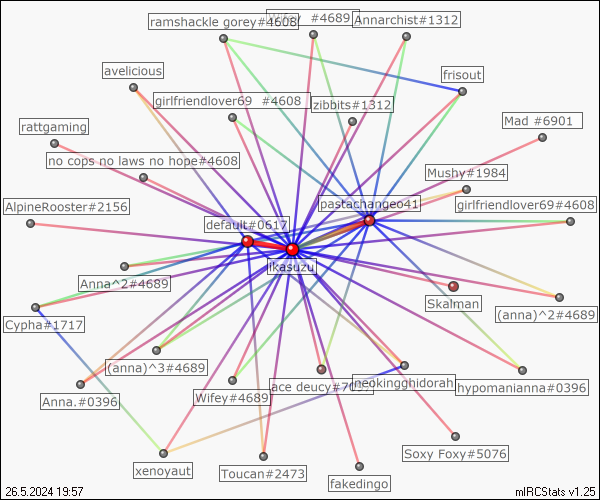 ramshackle gorey#4608
Wifey #4689
Annarchist#1312
avelicious
frisout
girlfriendlover69 #4608
zibbits#1312
rattgaming
Mad #6901
no cops no laws no hope#4608
Mushy#1984
AlpineRooster#2156
pastachangeo41
girlfriendlover69#4608
default#0617
ikasuzu
Anna^2#4689
Skalman
Cypha#1717
(anna)^2#4689
(anna)^3#4689
ace deucy
neokingghidorah
hypomanianna#0396
Anna.#0396
Wifey#4689
Soxy Foxy#5076
xenoyaut
Toucan#2473
fakedingo
26.5.2024 19:57
mIRCStats v1.25